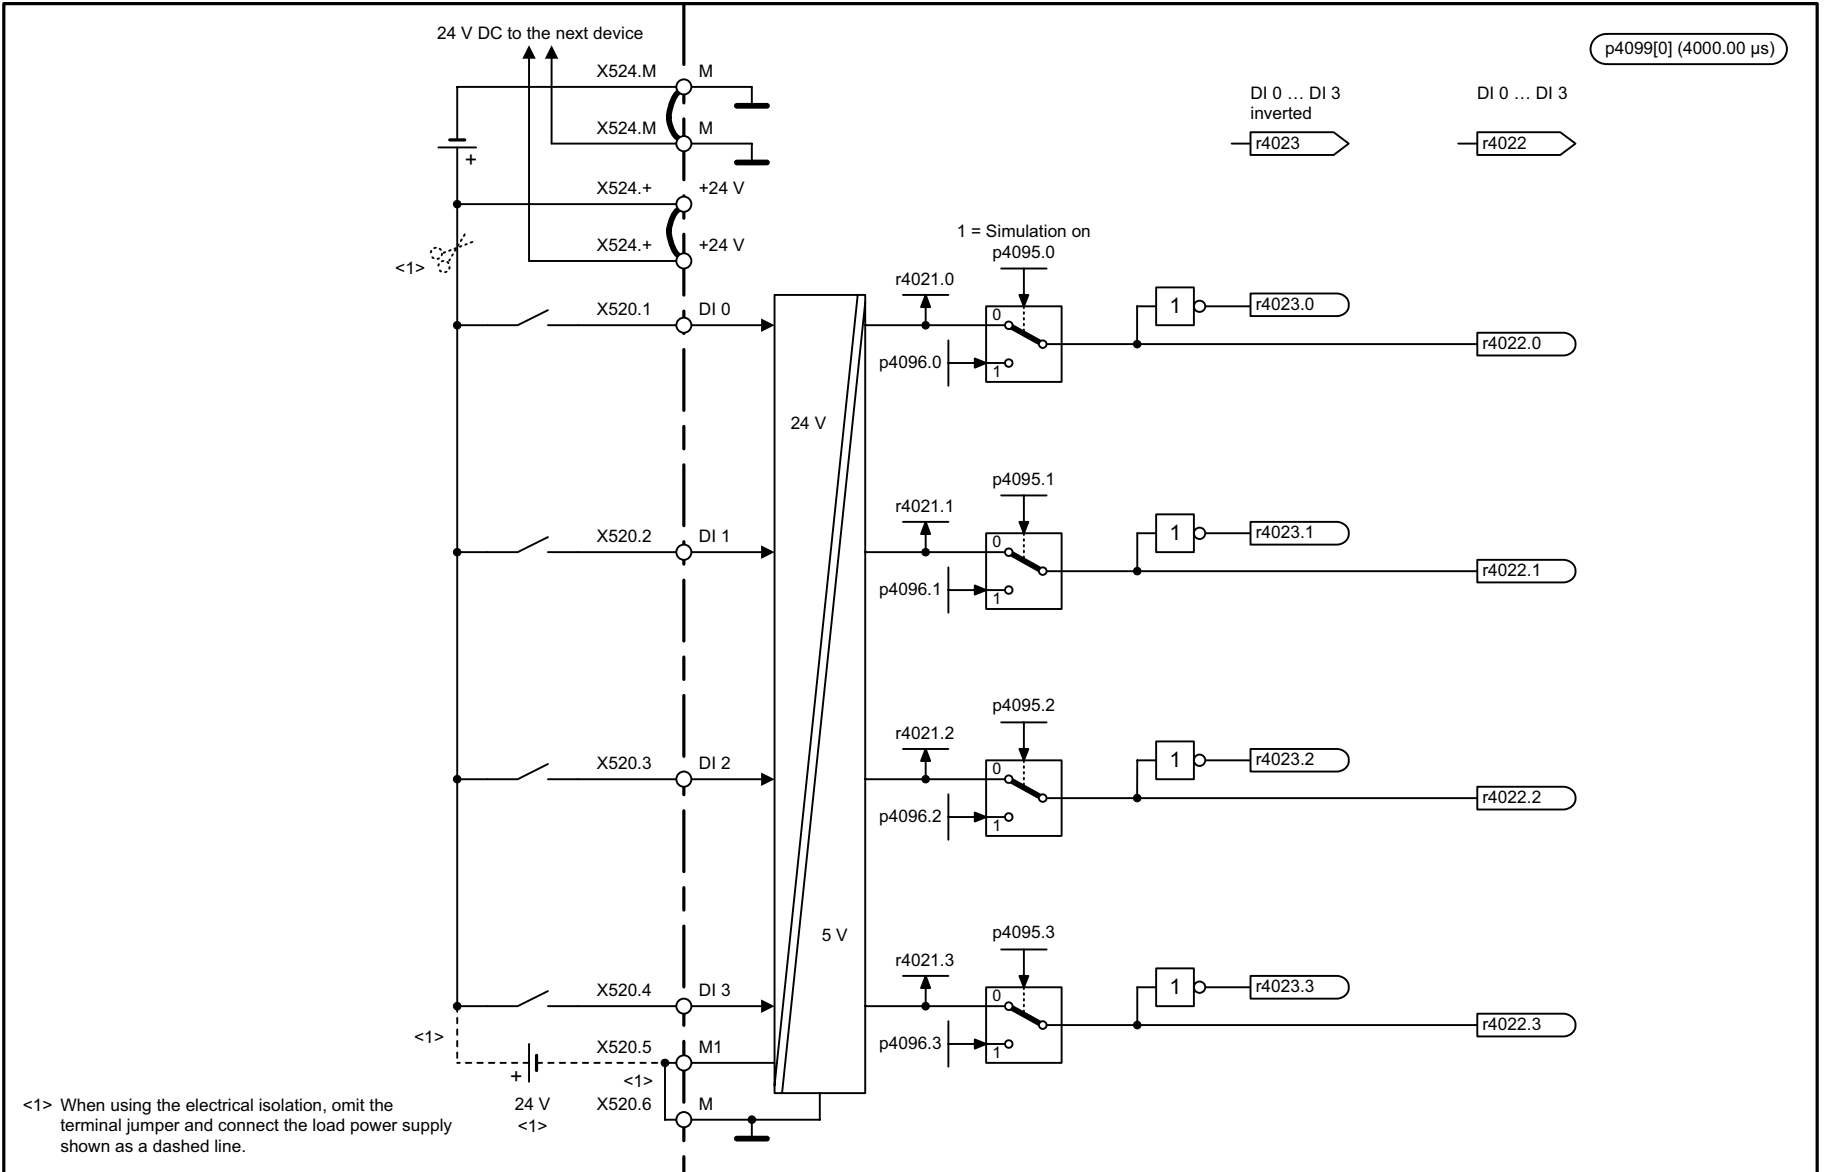 24 V DC to the next device
p4099[0] (4000.00 µs)
X524.M M
DI 0 … DI 3
inverted
DI 0 … DI 3
X524.M M
r4023
r4022
+
X524.+ +24 V
1 = Simulation on
X524.+ +24 V
p4095.0
<1>
r4021.0
X520.1 DI 0
0
1
r4023.0
r4022.0
p4096.0
1
24 V
p4095.1
r4021.1
X520.2 DI 1
0
1
r4023.1
r4022.1
p4096.1
1
p4095.2
r4021.2
X520.3 DI 2
0
1
r4023.2
r4022.2
p4096.2
1
5 V
p4095.3
r4021.3
X520.4 DI 3
0
1
r4023.3
r4022.3
<1>
p4096.3
1
X520.5 M1
+
<1>
24 V
<1>
X520.6 M
<1> When using the electrical isolation, omit the
terminal jumper and connect the load power supply
shown as a dashed line.